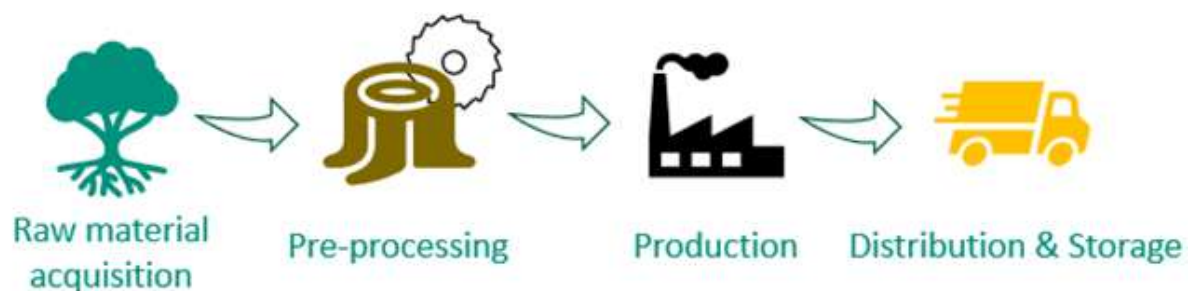 Raw material
acquisition
Pre-processing
Production
Distribution & Storage